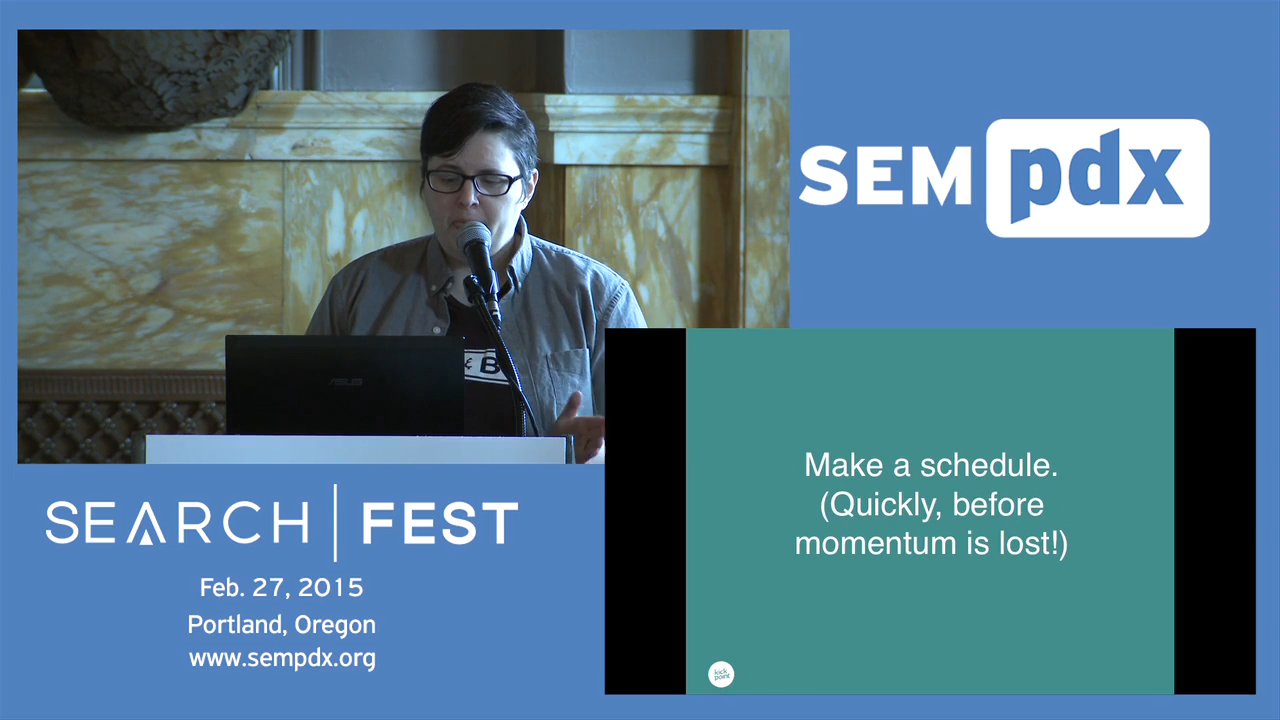 SEM pdx
ASUS
& B
Make a schedule.
(Quickly, before
momentum is lost!)
kick
point
SEARCH | FEST
Feb. 27, 2015
Portland, Oregon
www.sempdx.org